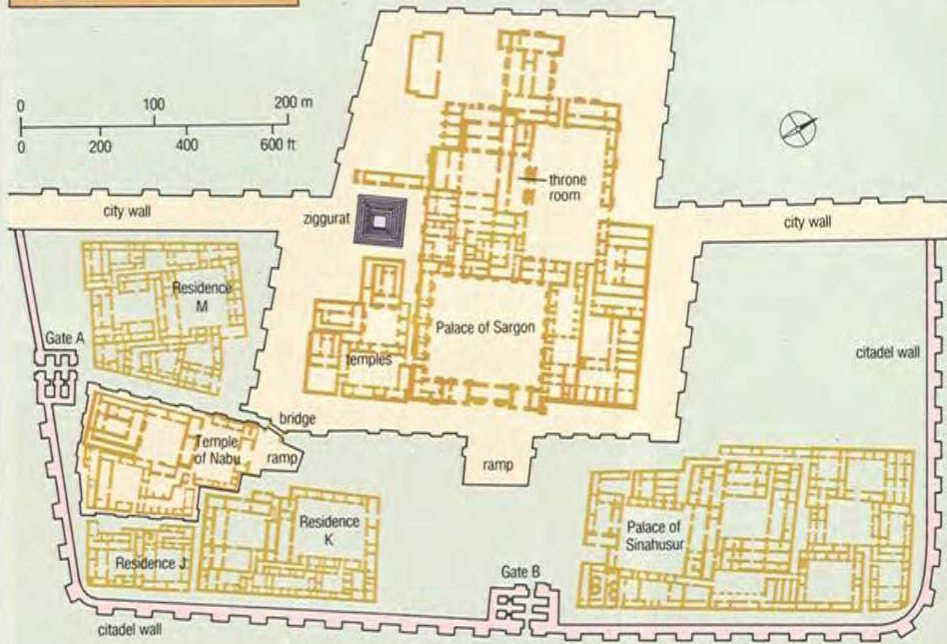 0 100 200 m
0 200 400 600 ft
throne
room
city wall
ziggurat
city wall
Residence
M
Palace of Sargon
Gate A
temples
citadel wall
bridge
Temple
of Nabu
ramp
ramp
Residence
K
Palace of
Sinahusur
Residence J
Gate B
citadel wall